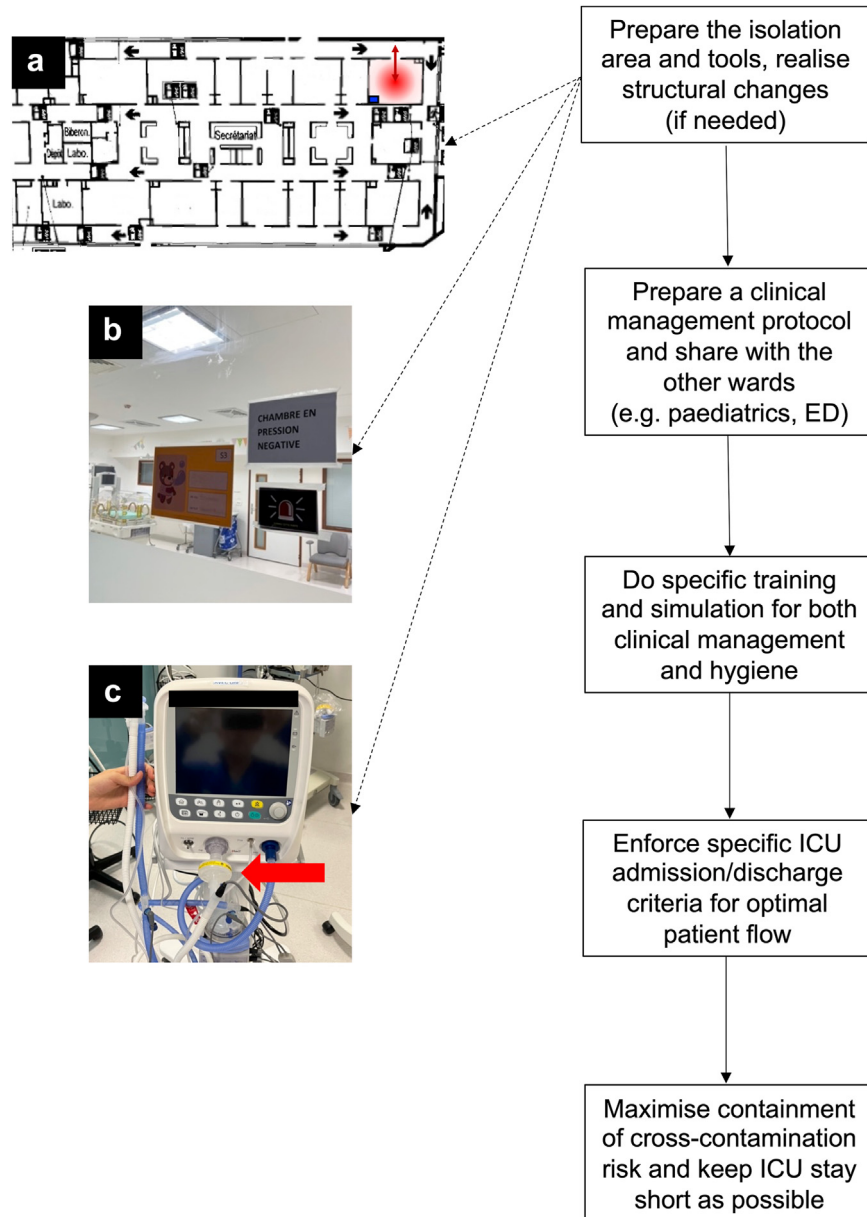 a
Biberon.
Dépôt
Labo.
Secrétariat
Labo.
b
CHAMBRE EN
PRESSION
NEGATIVE
53
c
Prepare the isolation
area and tools, realise
structural changes
(if needed)
Prepare a clinical
management protocol
and share with the
other wards
(e.g. paediatrics, ED)
Do specific training
and simulation for both
clinical management
and hygiene
Enforce specific ICU
admission/discharge
criteria for optimal
patient flow
Maximise containment
of cross-contamination
risk and keep ICU stay
short as possible